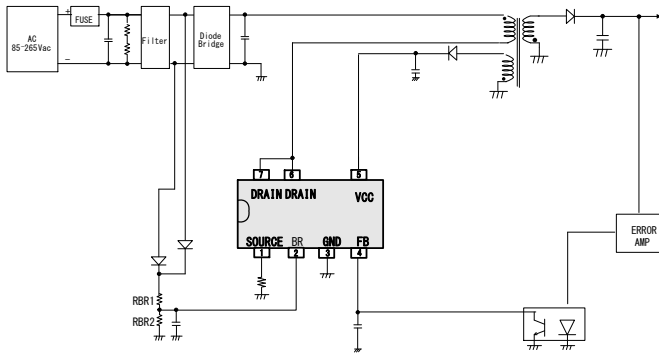 +
FUSE
AC
85-265Vac
Filter
Diode
Bridge
−
7 6 5
DRAIN DRAIN VCC
SOURCE BR GND FB
1 2 3 4
ERROR
AMP
RBR1
RBR2